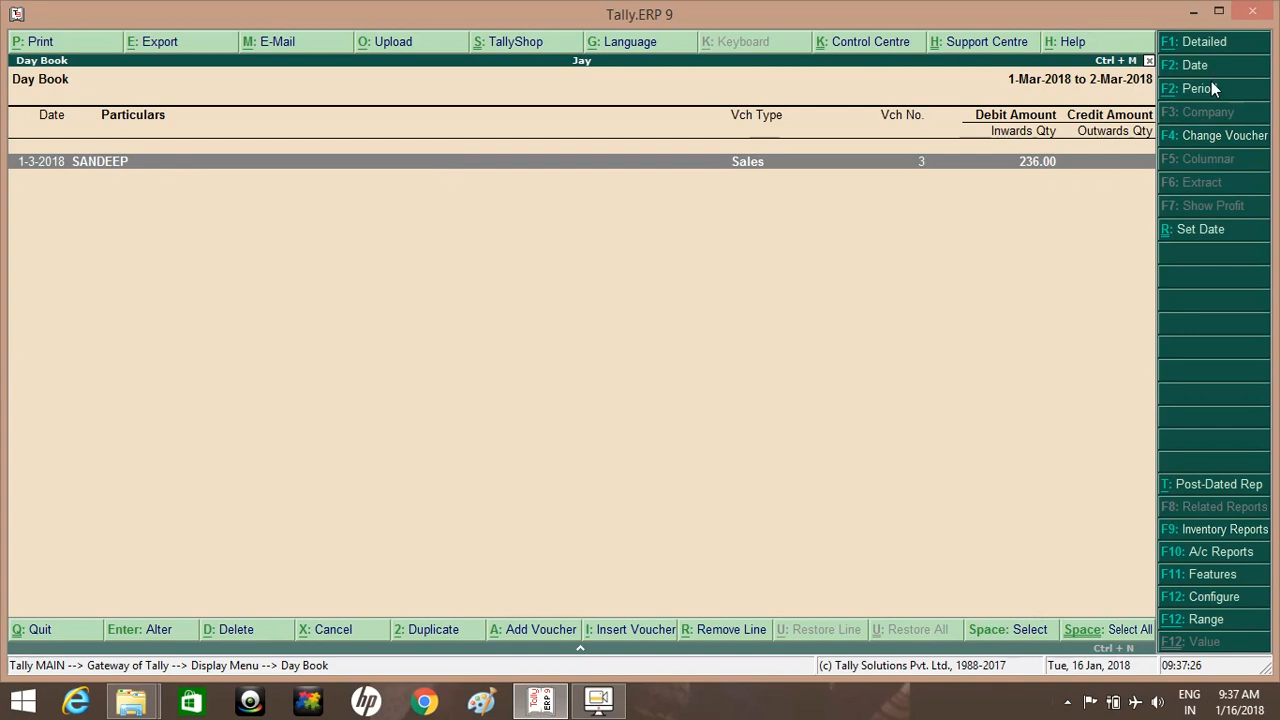 Tally.ERP 9
P: Print E: Export M: E-Mail O: Upload S: TallyShop G: Language K: Keyboard K: Control Centre H: Support Centre H: Help
Day Book Jay Ctrl + M
Day Book 1-Mar-2018 to 2-Mar-2018
Date Particulars Vch Type Vch No. Debit Amount Credit Amount
Inwards Qty Outwards Qty
1-3-2018 SANDEEP Sales 3 236.00
F1: Detailed
F2: Date
F2: Period
F3: Company
F4: Change Voucher
F5: Columnar
F6: Extract
F7: Show Profit
R: Set Date
T: Post-Dated Rep
F8: Related Reports
F9: Inventory Reports
F10: A/c Reports
F11: Features
F12: Configure
F12: Range
F12: Value
Q: Quit Enter: Alter D: Delete X: Cancel 2: Duplicate A: Add Voucher I: Insert Voucher R: Remove Line U: Restore Line U: Restore All Space: Select Space: Select All
Ctrl + N
Tally MAIN --> Gateway of Tally --> Display Menu --> Day Book (c) Tally Solutions Pvt. Ltd., 1988-2017 Tue, 16 Jan, 2018 09:37:26
hp
Tally
ERP 9
ENG 9:37 AM
IN 1/16/2018